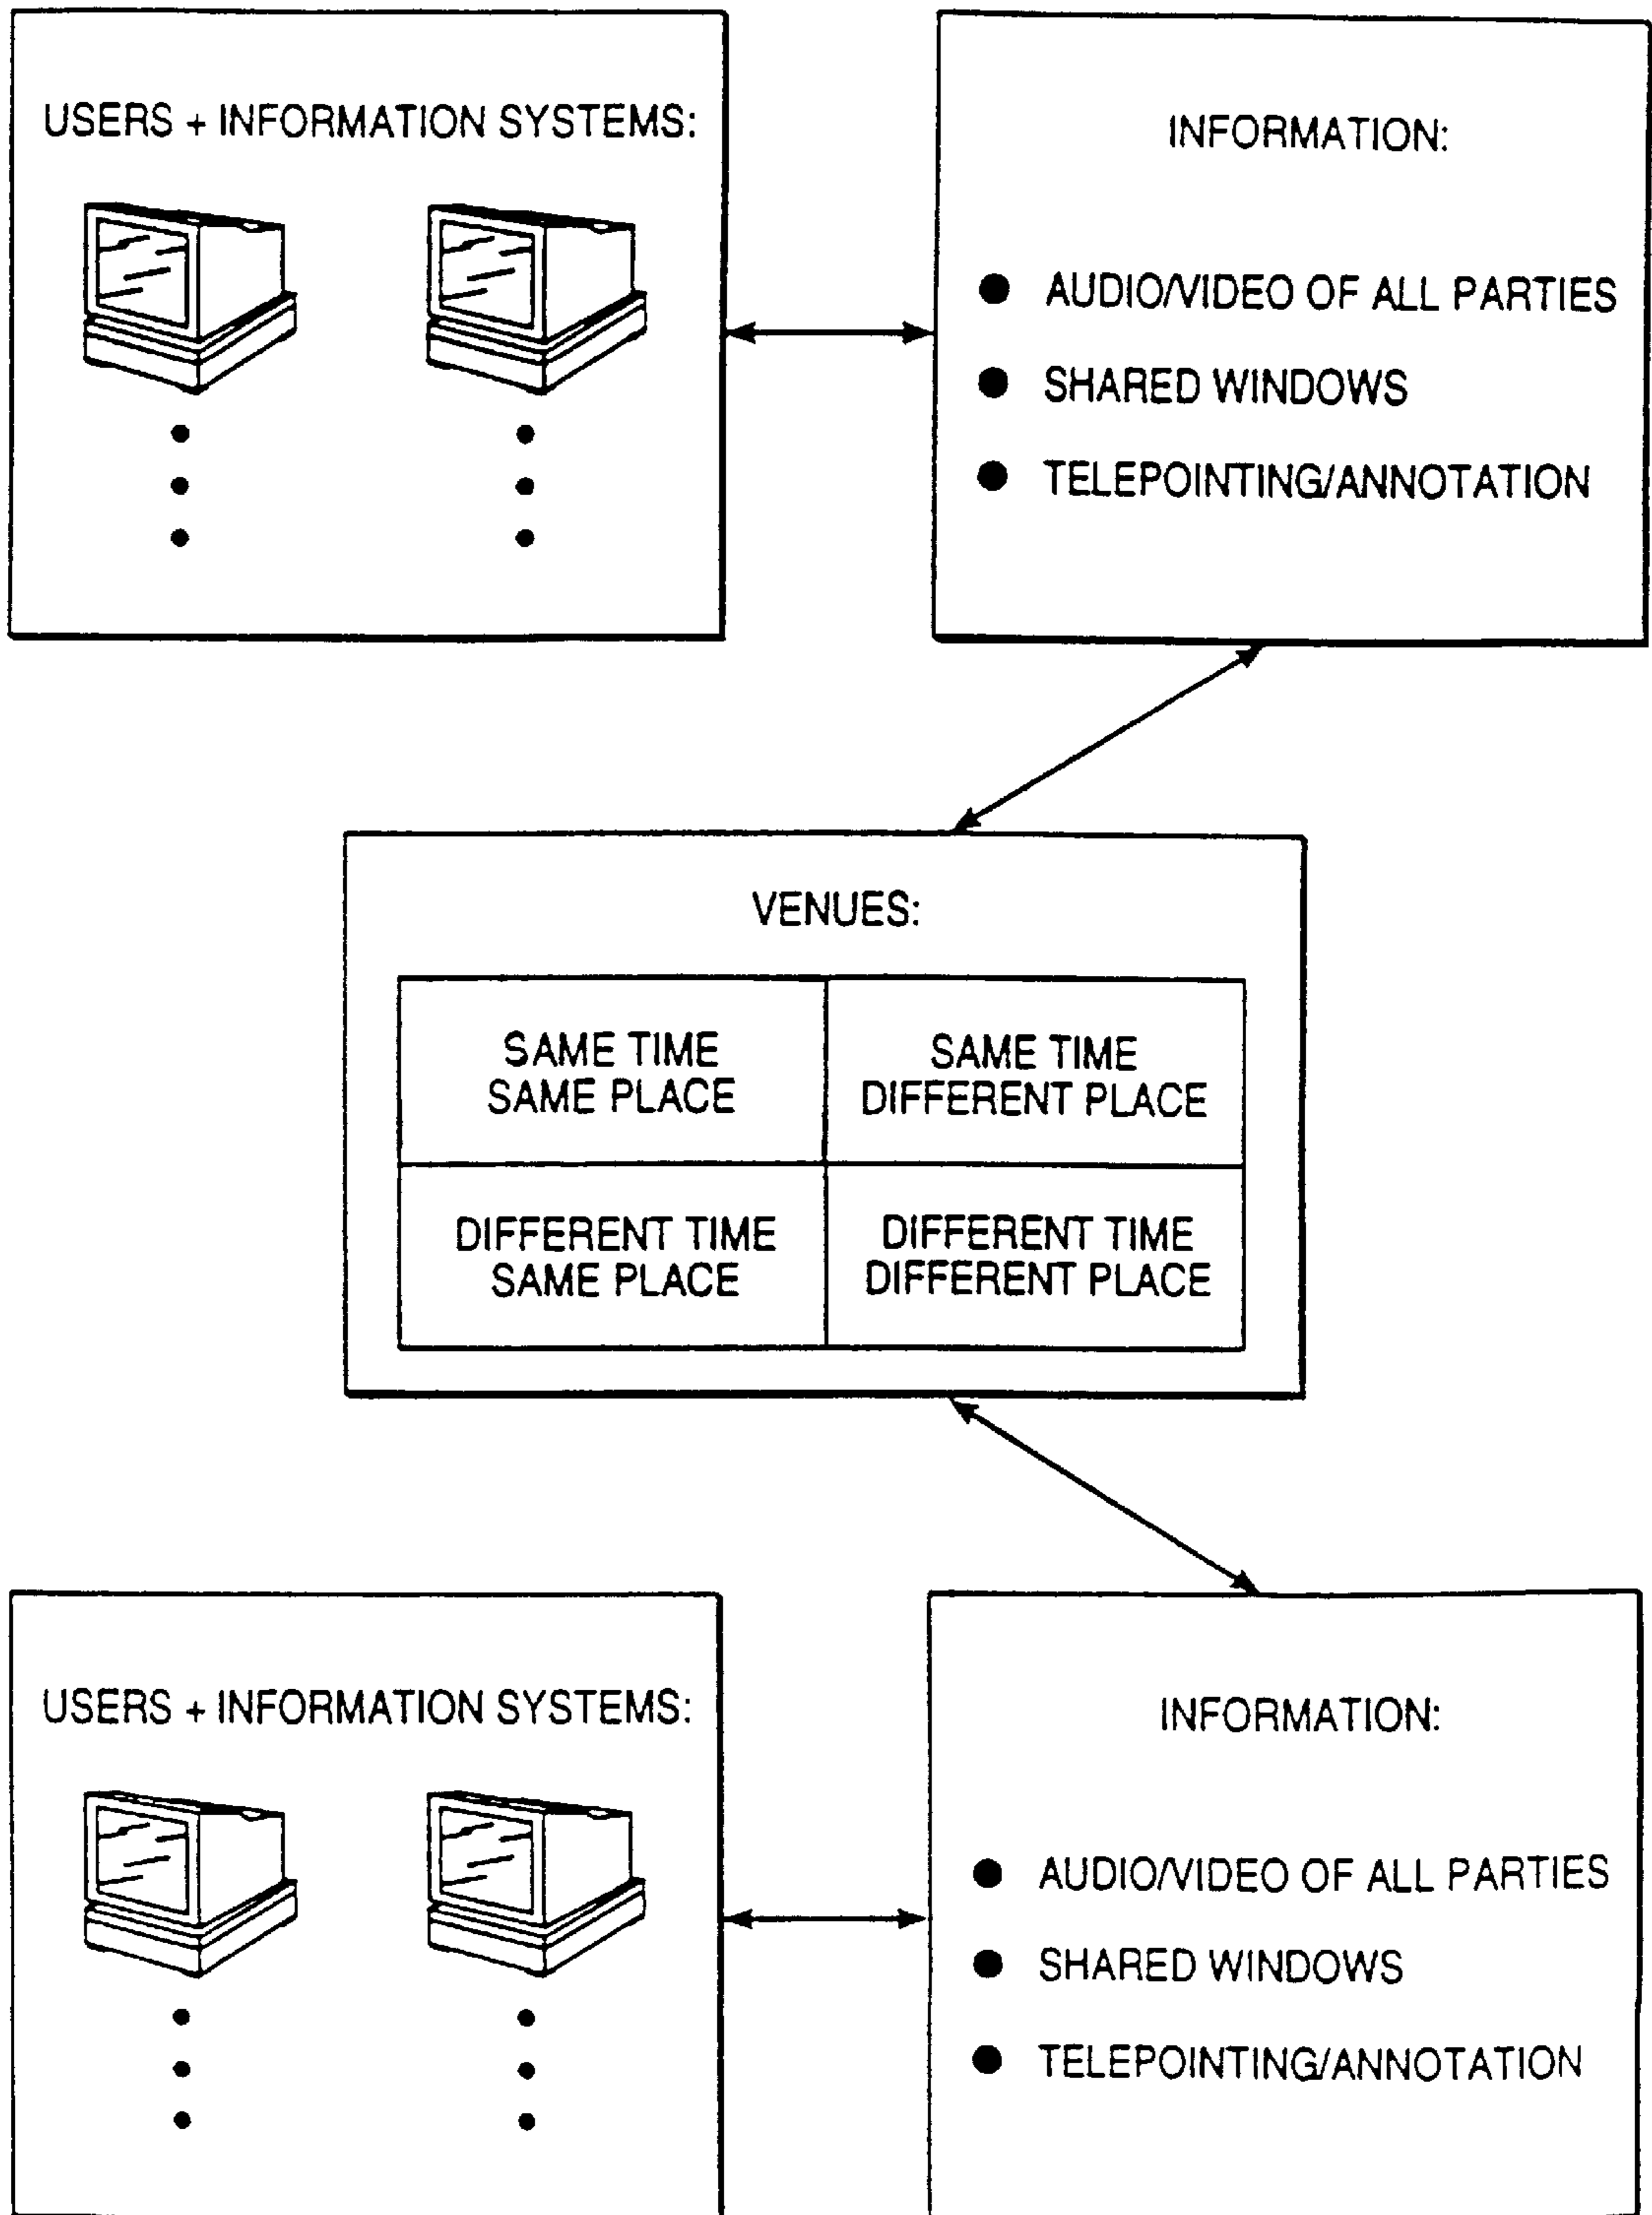 USERS + INFORMATION SYSTEMS:
INFORMATION:
● AUDIO/VIDEO OF ALL PARTIES
● SHARED WINDOWS
● TELEPOINTING/ANNOTATION
VENUES:
SAME TIME
SAME PLACE
SAME TIME
DIFFERENT PLACE
DIFFERENT TIME
SAME PLACE
DIFFERENT TIME
DIFFERENT PLACE
USERS + INFORMATION SYSTEMS:
INFORMATION:
● AUDIO/VIDEO OF ALL PARTIES
● SHARED WINDOWS
● TELEPOINTING/ANNOTATION